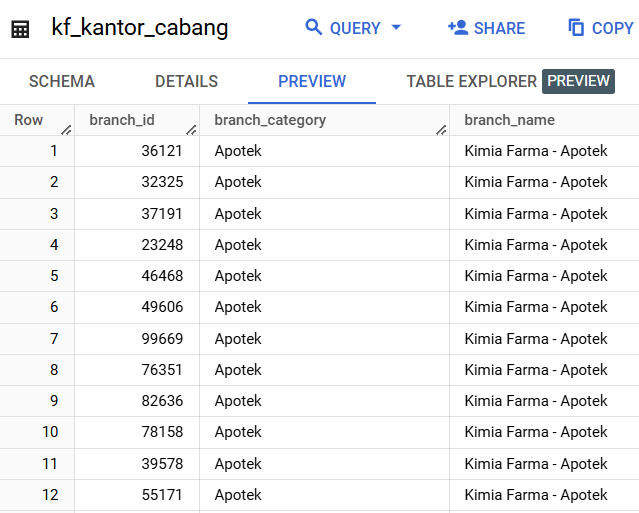 kf_kantor_cabang QUERY SHARE COPY
SCHEMA DETAILS PREVIEW TABLE EXPLORER PREVIEW
Row branch_id branch_category branch_name
1 36121 Apotek Kimia Farma - Apotek
2 32325 Apotek Kimia Farma - Apotek
3 37191 Apotek Kimia Farma - Apotek
4 23248 Apotek Kimia Farma - Apotek
5 46468 Apotek Kimia Farma - Apotek
6 49606 Apotek Kimia Farma - Apotek
7 99669 Apotek Kimia Farma - Apotek
8 76351 Apotek Kimia Farma - Apotek
9 82636 Apotek Kimia Farma - Apotek
10 78158 Apotek Kimia Farma - Apotek
11 39578 Apotek Kimia Farma - Apotek
12 55171 Apotek Kimia Farma - Apotek